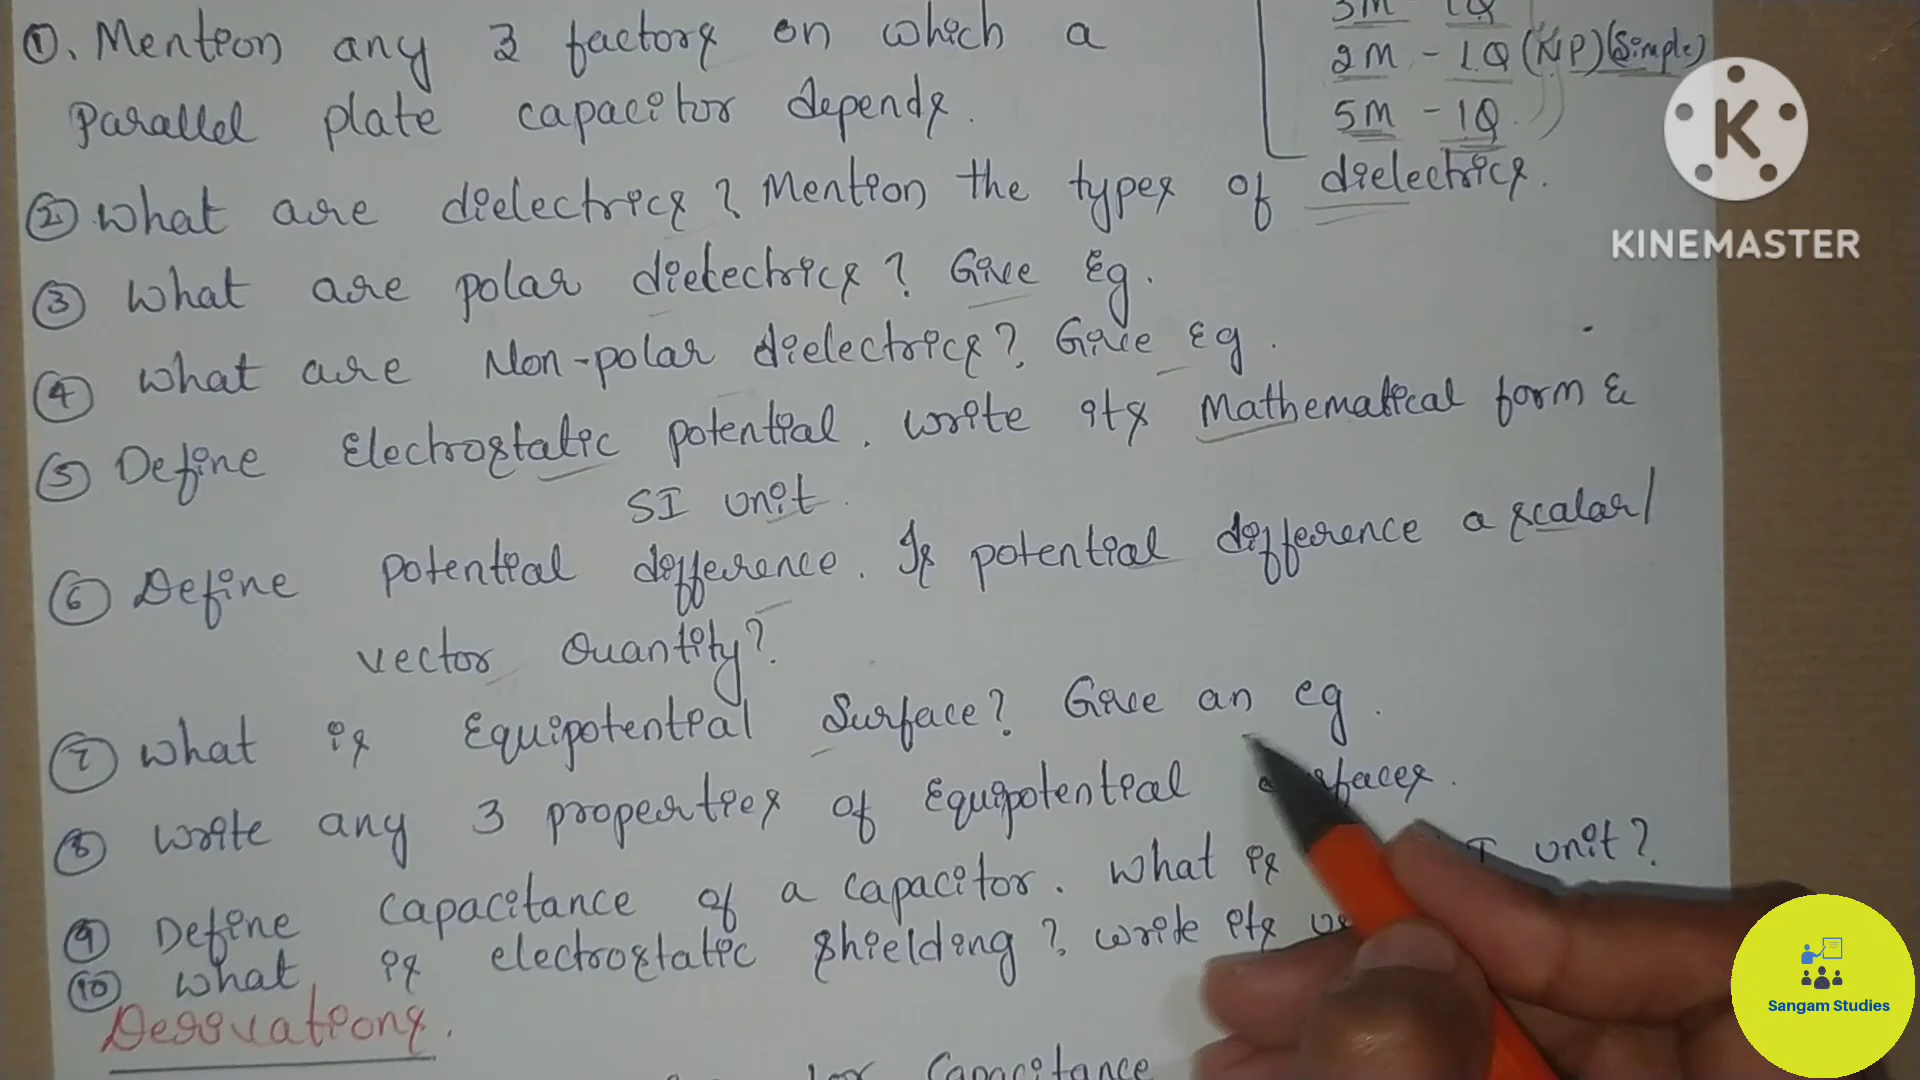 3M - 1Q
①. Mention any 3 factors on which a
2M - 1Q (N.P) (Simple)
parallel plate capacitor depends.
5M - 1Q.
② What are dielectrics? Mention the types of dielectrics.
③ What are polar dielectrics? Give Eg.
④ What are Non-polar dielectrics? Give Eg.
⑤ Define Electrostatic potential. Write its Mathematical form &
SI unit.
⑥ Define potential difference. Is potential difference a scalar/
vector Quantity?
⑦ What is Equipotential Surface? Give an eg.
⑧ Write any 3 properties of Equipotential surfaces.
⑨ Define capacitance of a capacitor. What is unit?
⑩ What is electrostatic shielding? Write its
Derivations.
for Capacitance
K
KINEMASTER
Sangam Studies